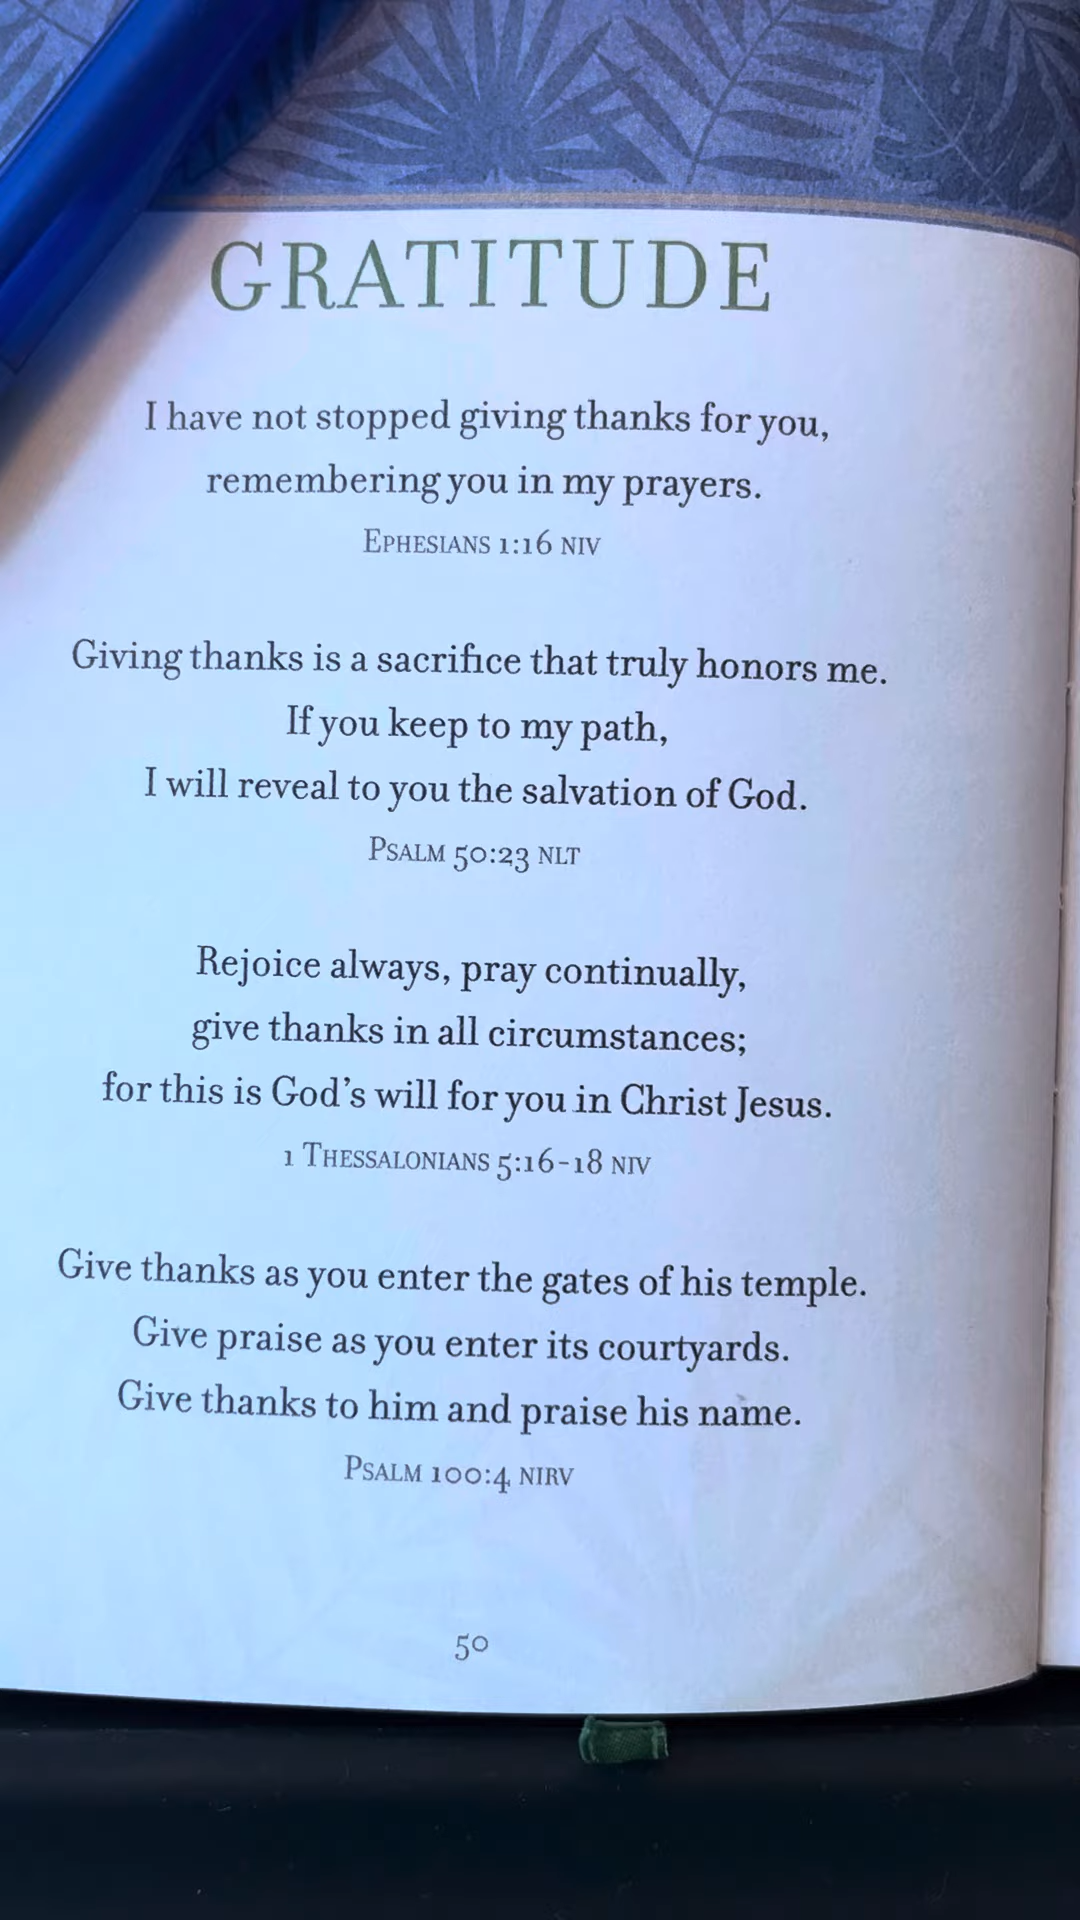 GRATITUDE
I have not stopped giving thanks for you,
remembering you in my prayers.
EPHESIANS 1:16 NIV
Giving thanks is a sacrifice that truly honors me.
If you keep to my path,
I will reveal to you the salvation of God.
PSALM 50:23 NLT
Rejoice always, pray continually,
give thanks in all circumstances;
for this is God’s will for you in Christ Jesus.
1 THESSALONIANS 5:16-18 NIV
Give thanks as you enter the gates of his temple.
Give praise as you enter its courtyards.
Give thanks to him and praise his name.
PSALM 100:4 NIRV
50